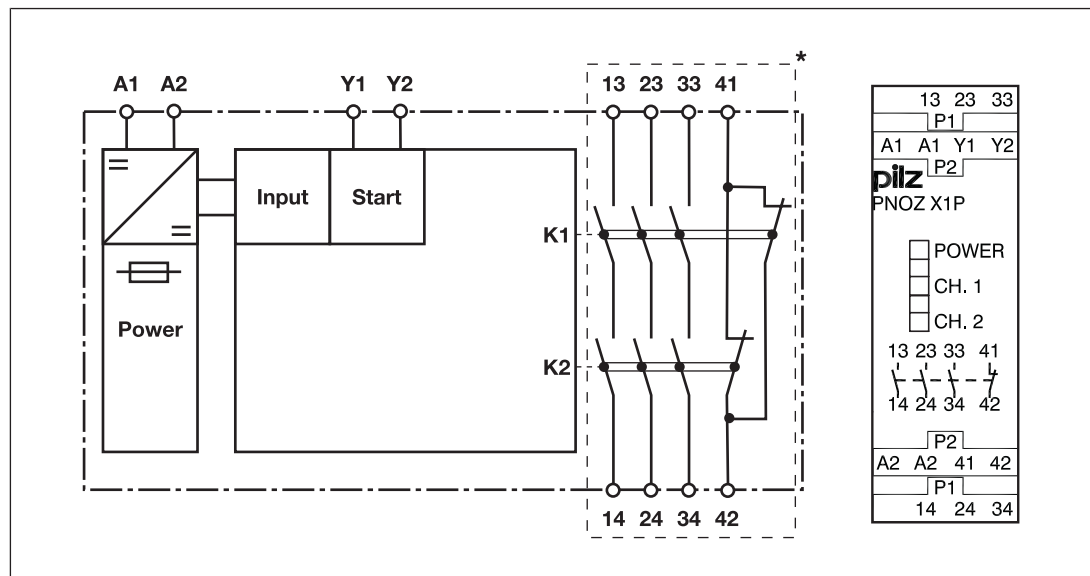 *
A1 A2 Y1 Y2 13 23 33 41
Input Start
K1
Power
K2
14 24 34 42
13 23 33
P1
A1 A1 Y1 Y2
P2
pilz
PNOZ X1P
POWER
CH. 1
CH. 2
13 23 33 41
14 24 34 42
P2
A2 A2 41 42
P1
14 24 34